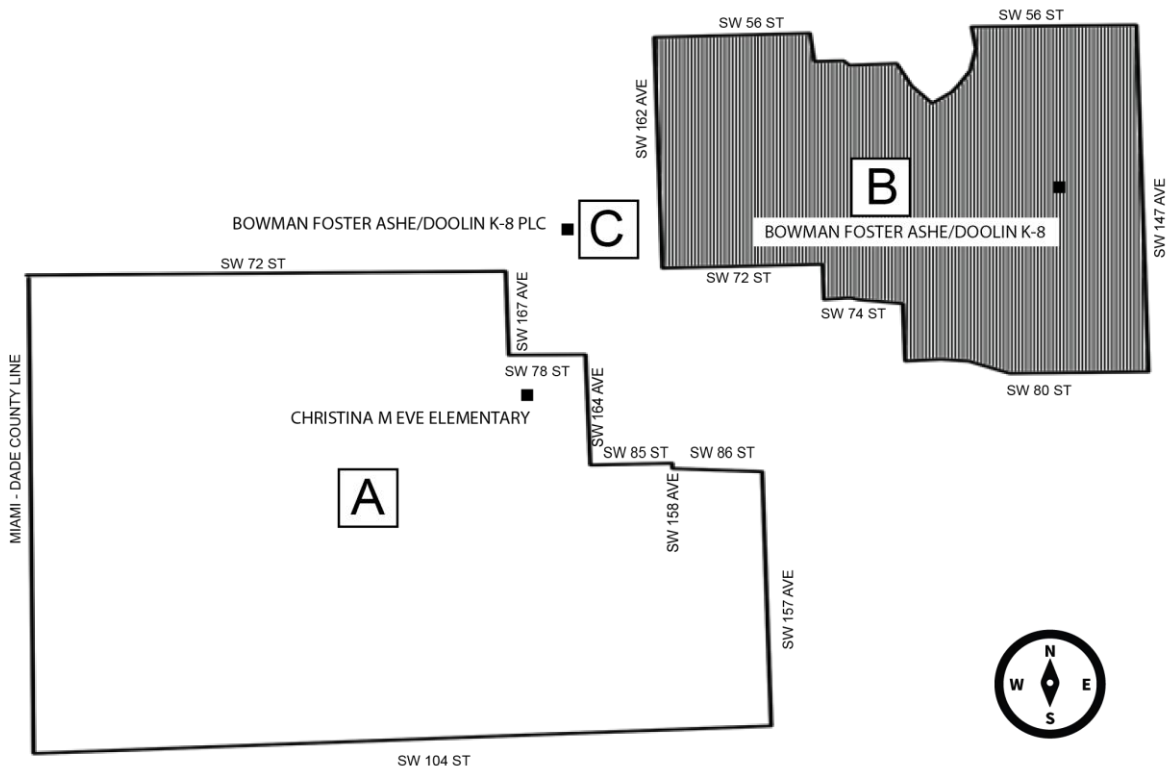 SW 56 ST
SW 56 ST
SW 162 AVE
B
SW 147 AVE
BOWMAN FOSTER ASHE/DOOLIN K-8 PLC
C
BOWMAN FOSTER ASHE/DOOLIN K-8
SW 72 ST
SW 72 ST
SW 167 AVE
SW 74 ST
SW 78 ST
SW 80 ST
MIAMI - DADE COUNTY LINE
CHRISTINA M EVE ELEMENTARY
SW 164 AVE
SW 85 ST
SW 86 ST
A
SW 158 AVE
SW 157 AVE
N
W
E
S
SW 104 ST